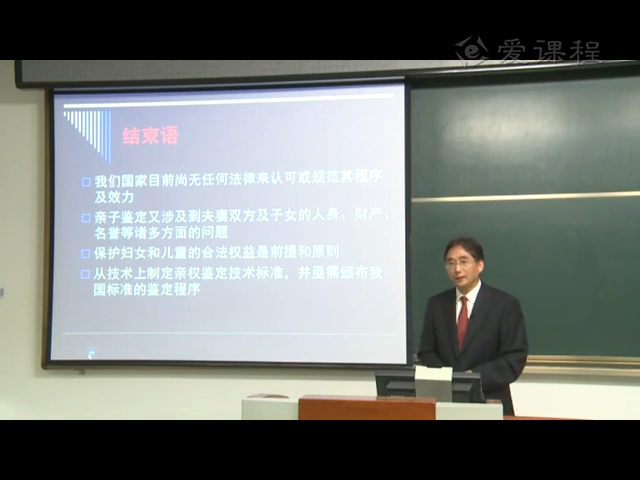 爱课程
结束语
我们国家目前尚无任何法律来认可或规范其程序
及效力
亲子鉴定又涉及到夫妻双方及子女的人身、财产、
名誉等诸多方面的问题
保护妇女和儿童的合法权益是前提和原则
从技术上制定亲权鉴定技术标准，并亟需颁布我
国标准的鉴定程序